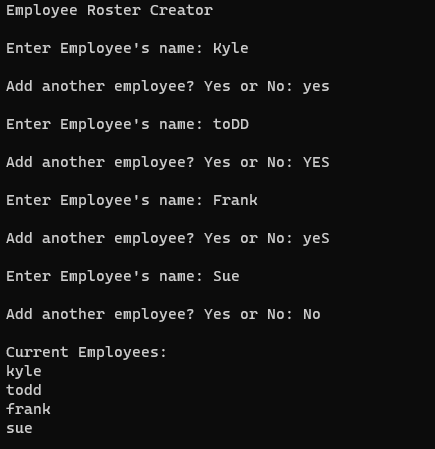 Employee Roster Creator
Enter Employee's name: Kyle
Add another employee? Yes or No: yes
Enter Employee's name: toDD
Add another employee? Yes or No: YES
Enter Employee's name: Frank
Add another employee? Yes or No: yeS
Enter Employee's name: Sue
Add another employee? Yes or No: No
Current Employees:
kyle
todd
frank
sue